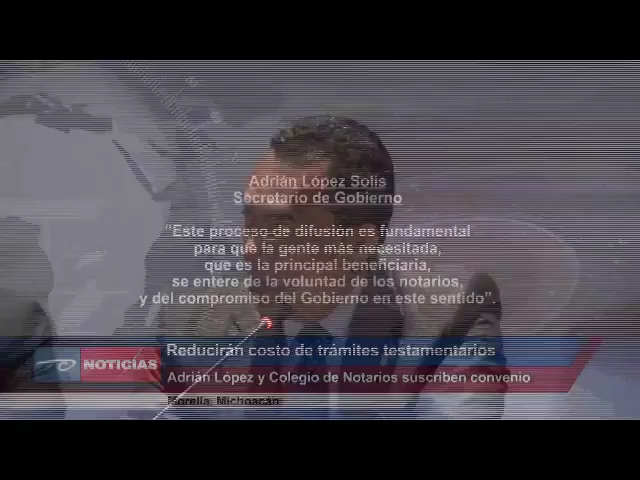 Adrián López Solis
Secretario de Gobierno
"Este proceso de difusión es fundamental
para que la gente más necesitada,
que es la principal beneficiaria,
se entere de la voluntad de los notarios,
y del compromiso del Gobierno en este sentido".
NOTICIAS
Reducirán costo de trámites testamentarios
Adrián López y Colegio de Notarios suscriben convenio
Morelia, Michoacán